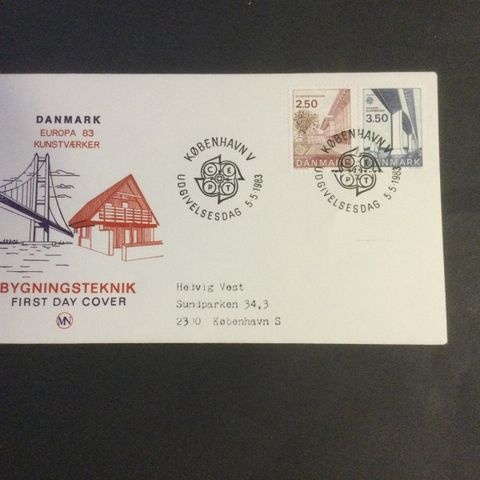 DANMARK
EUROPA 83
KUNSTVÆRKER
BYGNINGSTEKNIK
FIRST DAY COVER
MN
KØBENHAVN V
CEPT
UDGIVELSESDAG 5.5.1983
2.50
DANMARK
3.50
DANMARK
KØBENHAVN V
CEPT
UDGIVELSESDAG 5.5.1983
Hedvig Vest
Sundparken 34,3
2300 København S